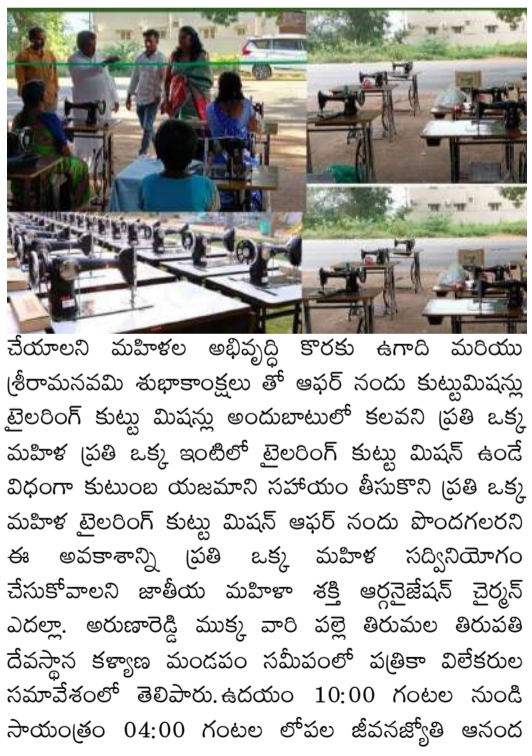 చేయాలని మహిళల అభివృద్ధి కొరకు ఉగాది మరియు
శ్రీరామనవమి శుభాకాంక్షలు తో ఆఫర్ నందు కుట్టుమిషన్లు
టైలరింగ్ కుట్టు మిషన్లు అందుబాటులో కలవని ప్రతి ఒక్క
మహిళ ప్రతి ఒక్క ఇంటిలో టైలరింగ్ కుట్టు మిషన్ ఉండే
విధంగా కుటుంబ యజమాని సహాయం తీసుకొని ప్రతి ఒక్క
మహిళ టైలరింగ్ కుట్టు మిషన్ ఆఫర్ నందు పొందగలరని
ఈ అవకాశాన్ని ప్రతి ఒక్క మహిళ సద్వినియోగం
చేసుకోవాలని జాతీయ మహిళా శక్తి ఆర్గనైజేషన్ చైర్మన్
ఎదల్లా. అరుణారెడ్డి ముక్క వారి పల్లె తిరుమల తిరుపతి
దేవస్థాన కళ్యాణ మండపం సమీపంలో పత్రికా విలేకరుల
సమావేశంలో తెలిపారు.ఉదయం 10:00 గంటల నుండి
సాయంత్రం 04:00 గంటల లోపల జీవనజ్యోతి ఆనంద